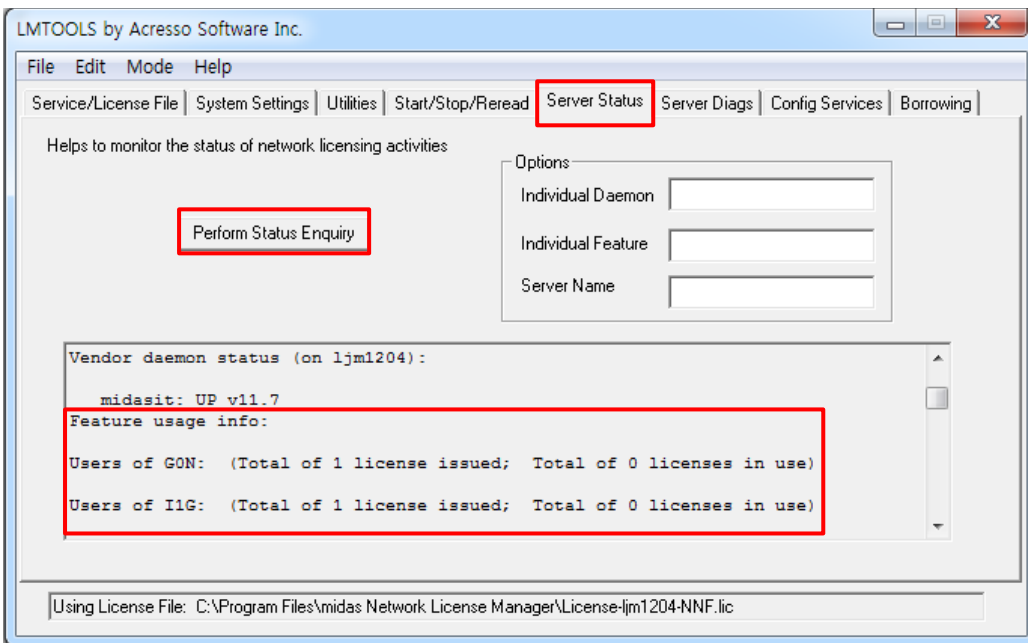 LMTOOLS by Acresso Software Inc.
File Edit Mode Help
Service/License File System Settings Utilities Start/Stop/Reread Server Status Server Diags Config Services Borrowing
Helps to monitor the status of network licensing activities
Options
Individual Daemon
Perform Status Enquiry
Individual Feature
Server Name
Vendor daemon status (on ljm1204):
midasit: UP v11.7
Feature usage info:
Users of G0N: (Total of 1 license issued; Total of 0 licenses in use)
Users of I1G: (Total of 1 license issued; Total of 0 licenses in use)
Using License File: C:\Program Files\midas Network License Manager\License-ljm1204-NNF.lic